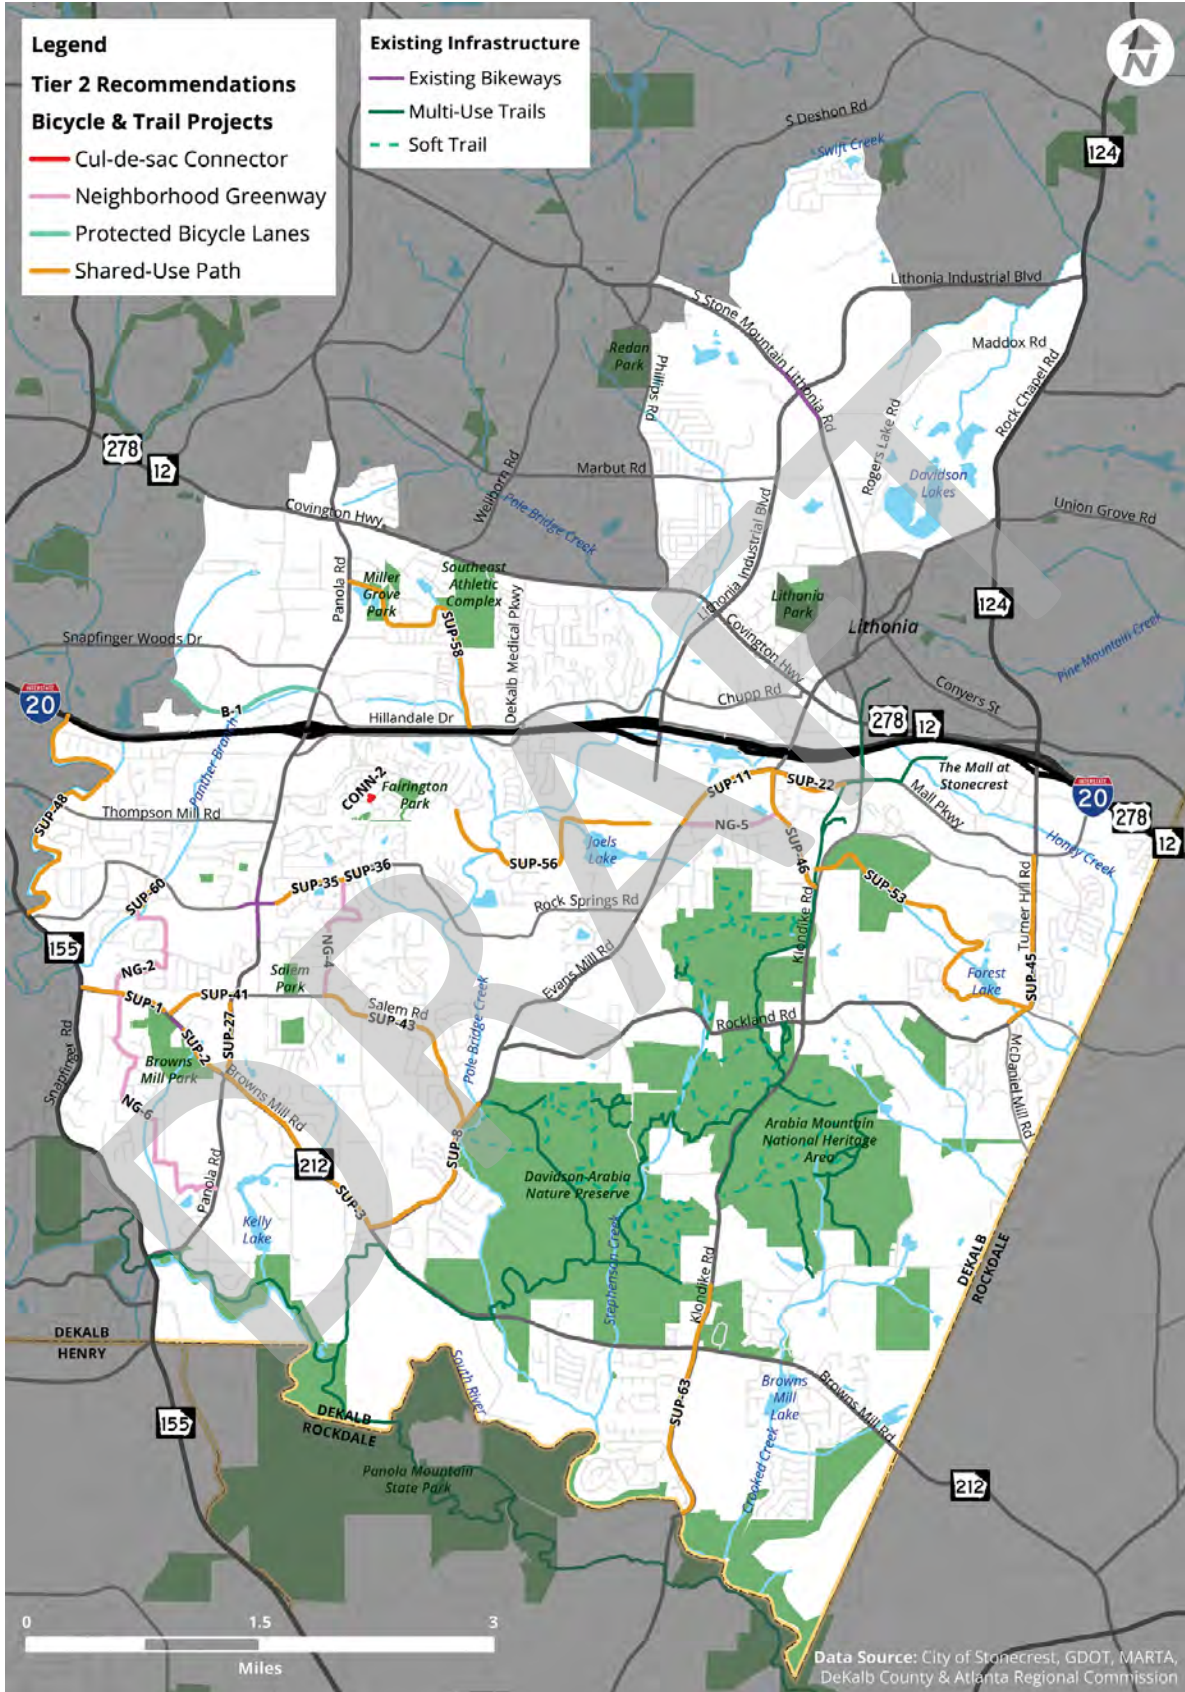 Legend
Tier 2 Recommendations
Bicycle & Trail Projects
Cul-de-sac Connector
Neighborhood Greenway
Protected Bicycle Lanes
Shared-Use Path
Existing Infrastructure
Existing Bikeways
Multi-Use Trails
Soft Trail
N
S Deshon Rd
Swift Creek
124
Lithonia Industrial Blvd
S Stone Mountain Lithonia Rd
Maddox Rd
Redan
Park
Phillips Rd
Rock Chapel Rd
Rogers Lake Rd
278
12
Marbut Rd
Wellborn Rd
Davidson
Lakes
Covington Hwy
Pole Bridge Creek
Union Grove Rd
Lithonia Industrial Blvd
Panola Rd
Miller
Grove
Park
Southeast
Athletic
Complex
DeKalb Medical Pkwy
SUP-58
Lithonia
Park
124
Lithonia
Snapfinger Woods Dr
Covington Hwy
Pine Mountain Creek
INTERSTATE
20
B-1
Hillandale Dr
Chupp Rd
Conyers St
278
12
Panther Branch
CONN-2
Fairington
Park
SUP-11
SUP-22
The Mall at
Stonecrest
Mall Pkwy
INTERSTATE
20
278
12
SUP-48
Thompson Mill Rd
NG-5
Joels
Lake
Honey Creek
SUP-56
SUP-46
SUP-35
SUP-36
SUP-60
SUP-53
Rock Springs Rd
Klondike Rd
Turner Hill Rd
155
NG-2
NG-4
Salem
Park
Evans Mill Rd
Forest
Lake
SUP-45
SUP-1
SUP-41
Salem Rd
SUP-43
Rockland Rd
SUP-2
SUP-27
Snapfinger Rd
Browns
Mill Park
Browns Mill Rd
Pole Bridge Creek
McDaniel Mill Rd
NG-6
SUP-8
Arabia Mountain
National Heritage
Area
212
Panola Rd
SUP-3
Davidson-Arabia
Nature Preserve
Kelly
Lake
Stephenson Creek
Klondike Rd
DEKALB
ROCKDALE
DEKALB
HENRY
South River
Browns
Mill
Lake
Browns Mill Rd
SUP-63
155
DEKALB
ROCKDALE
Panola Mountain
State Park
Crooked Creek
212
0
1.5
3
Miles
Data Source: City of Stonecrest, GDOT, MARTA,
DeKalb County & Atlanta Regional Commission
DRAFT